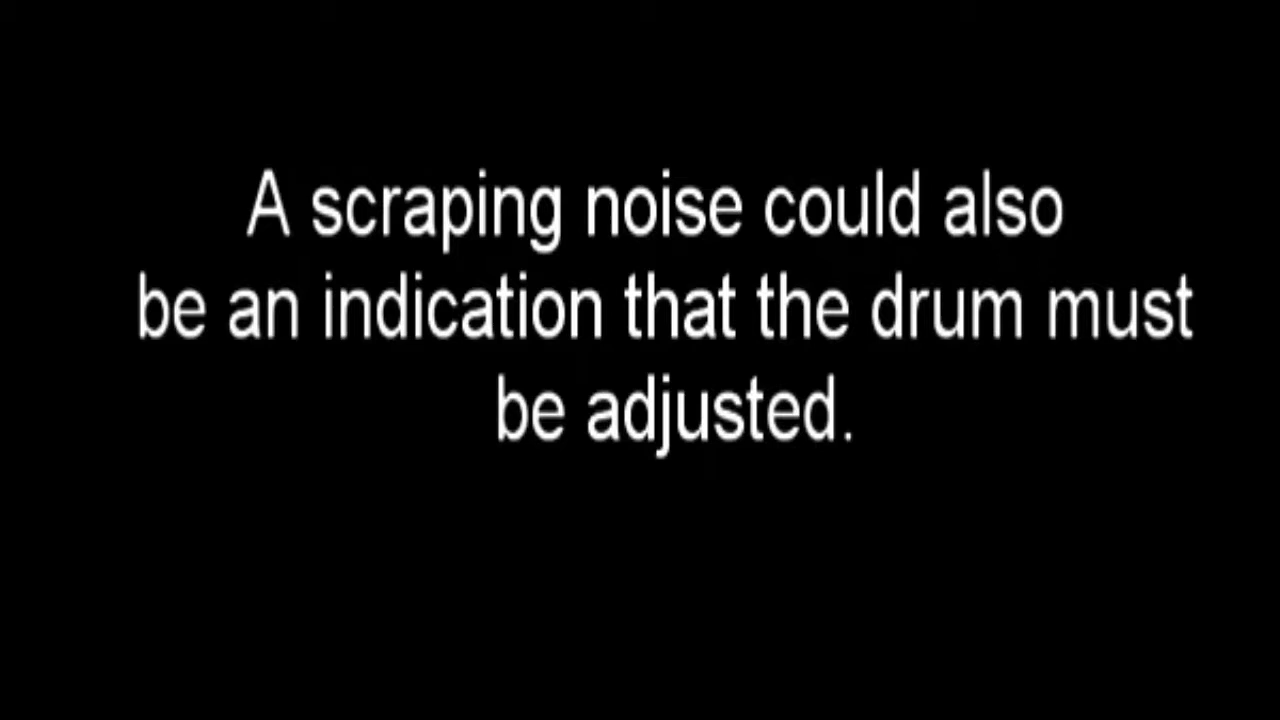 A scraping noise could also
be an indication that the drum must
be adjusted.